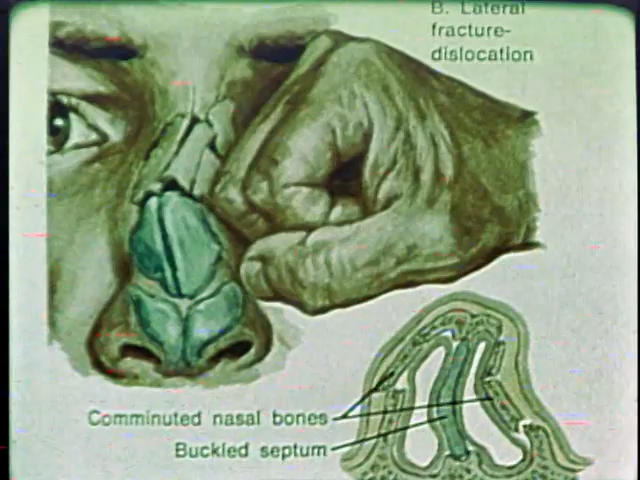 B. Lateral
fracture-
dislocation
Comminuted nasal bones
Buckled septum